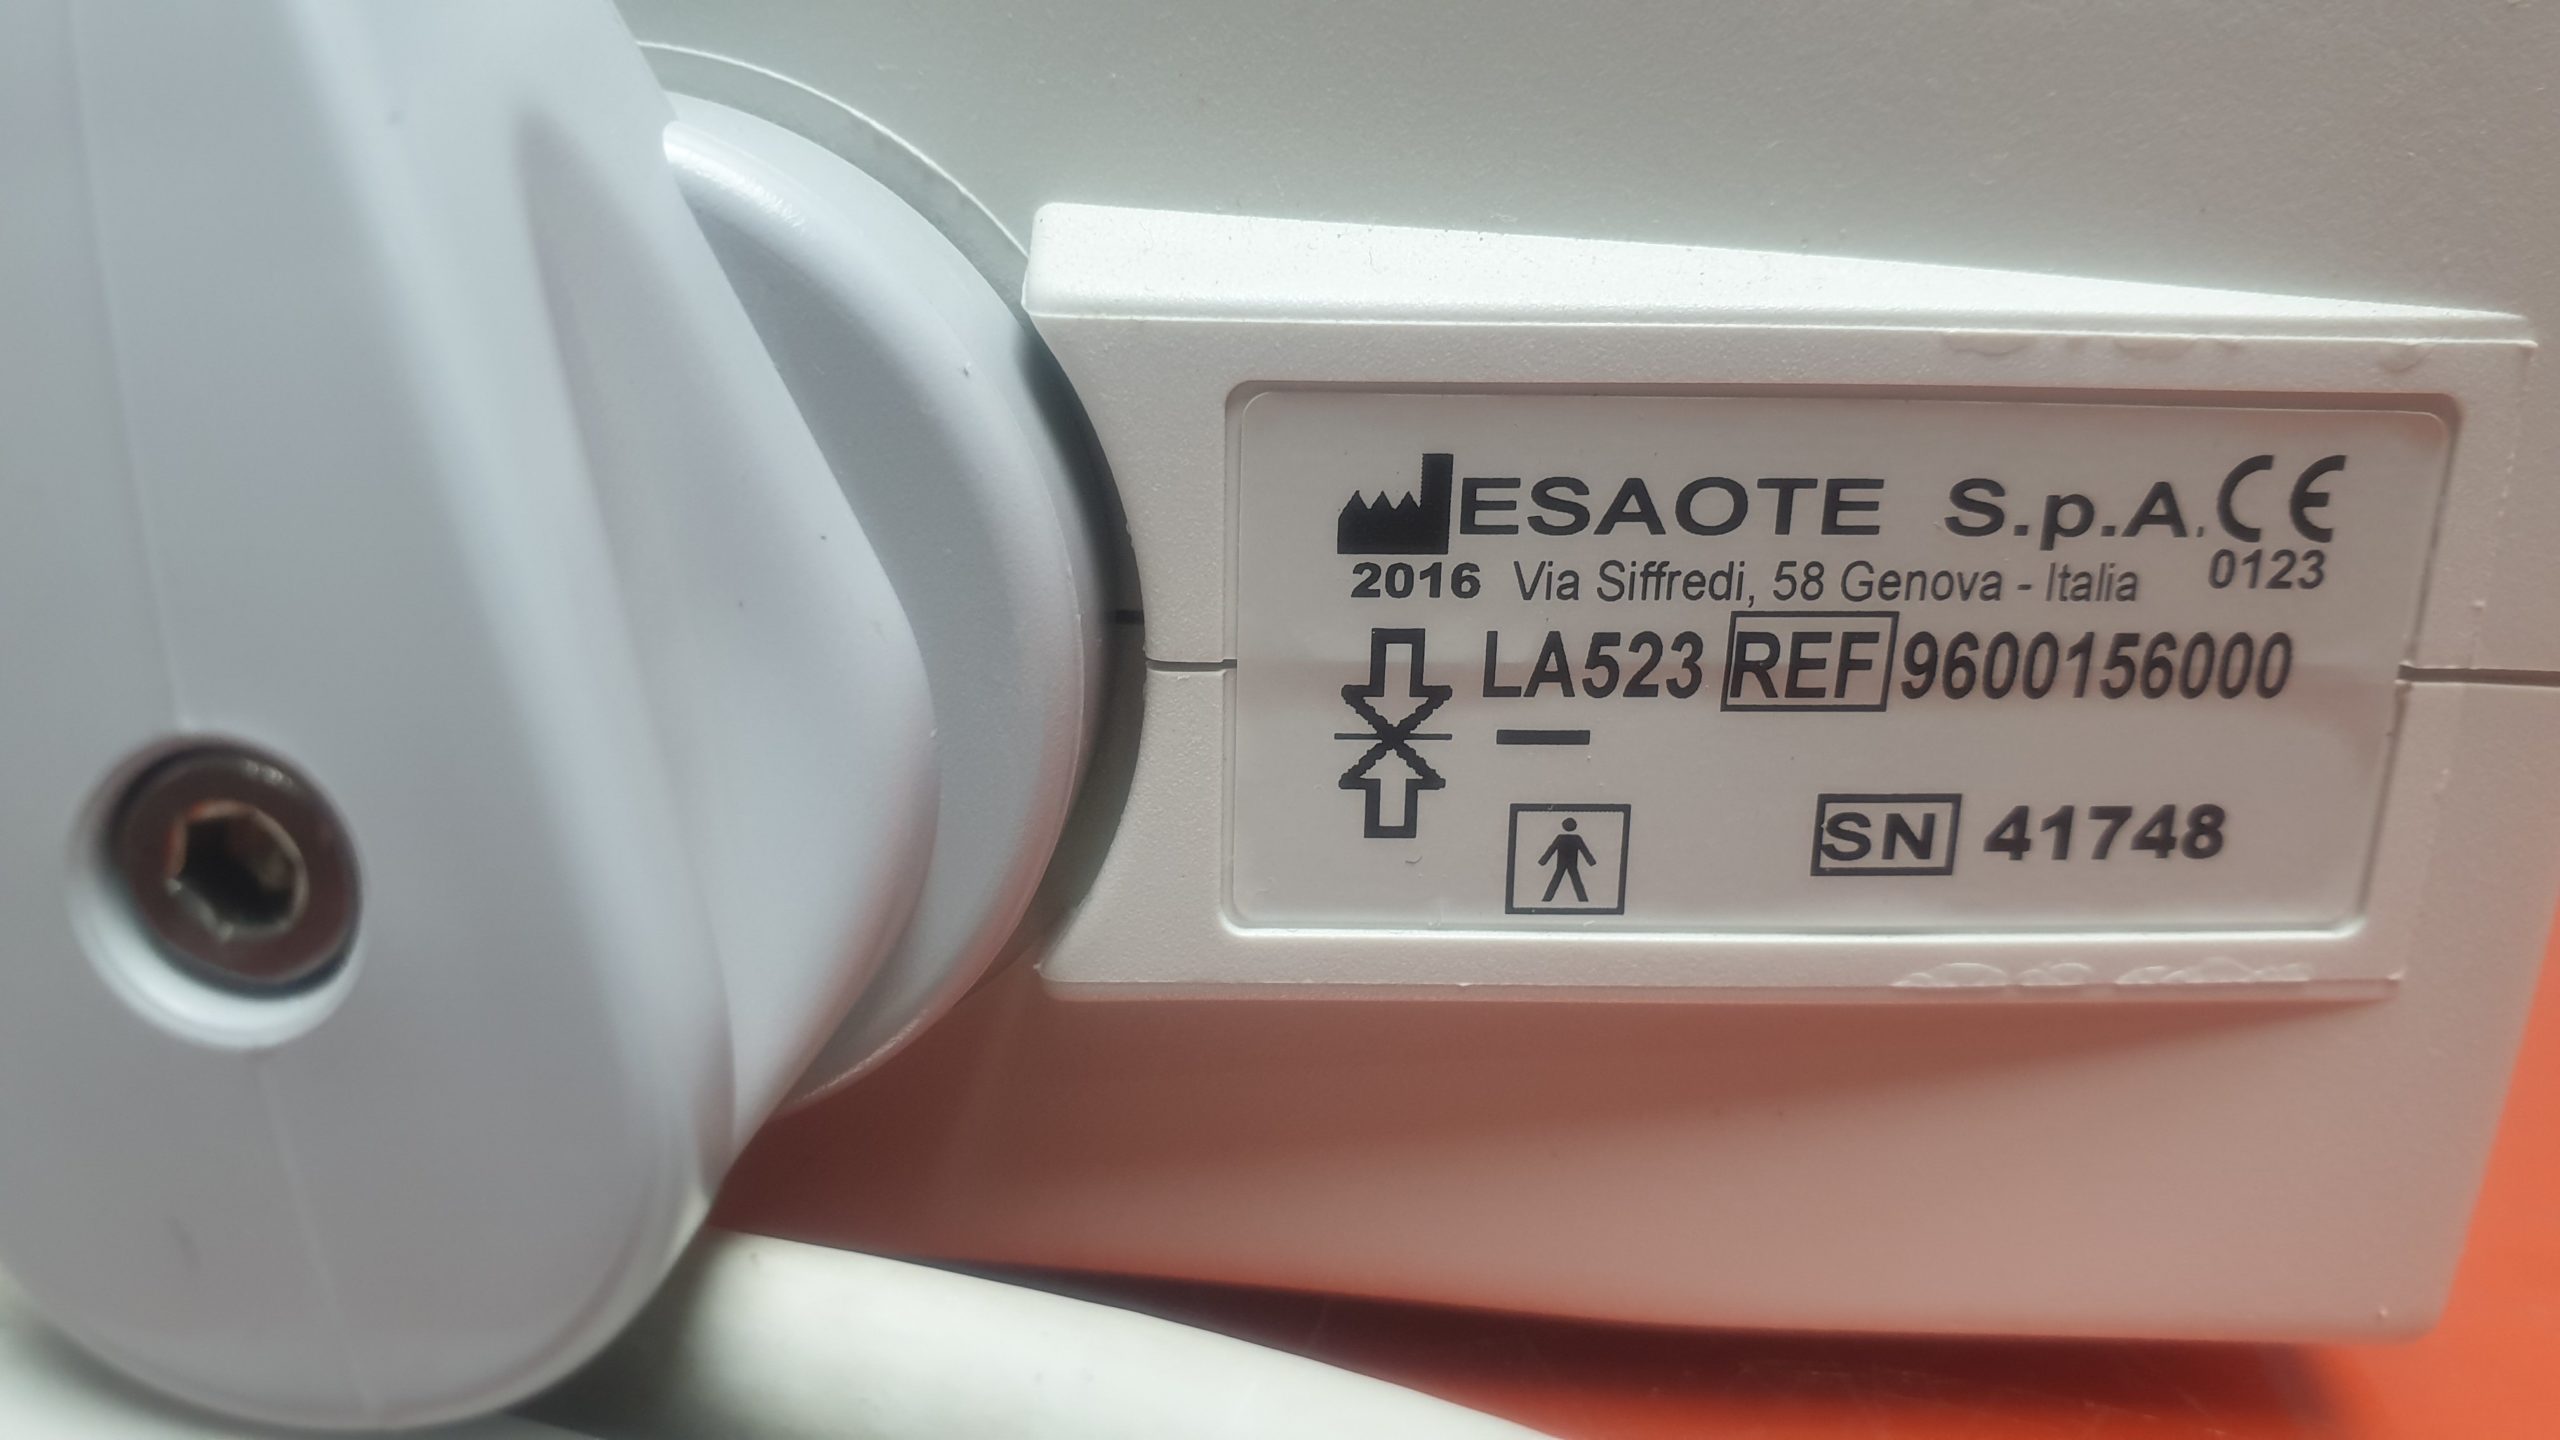 ESAOTE S.p.A. CE
2016 Via Siffredi, 58 Genova - Italia 0123
LA523 REF 9600156000
SN 41748